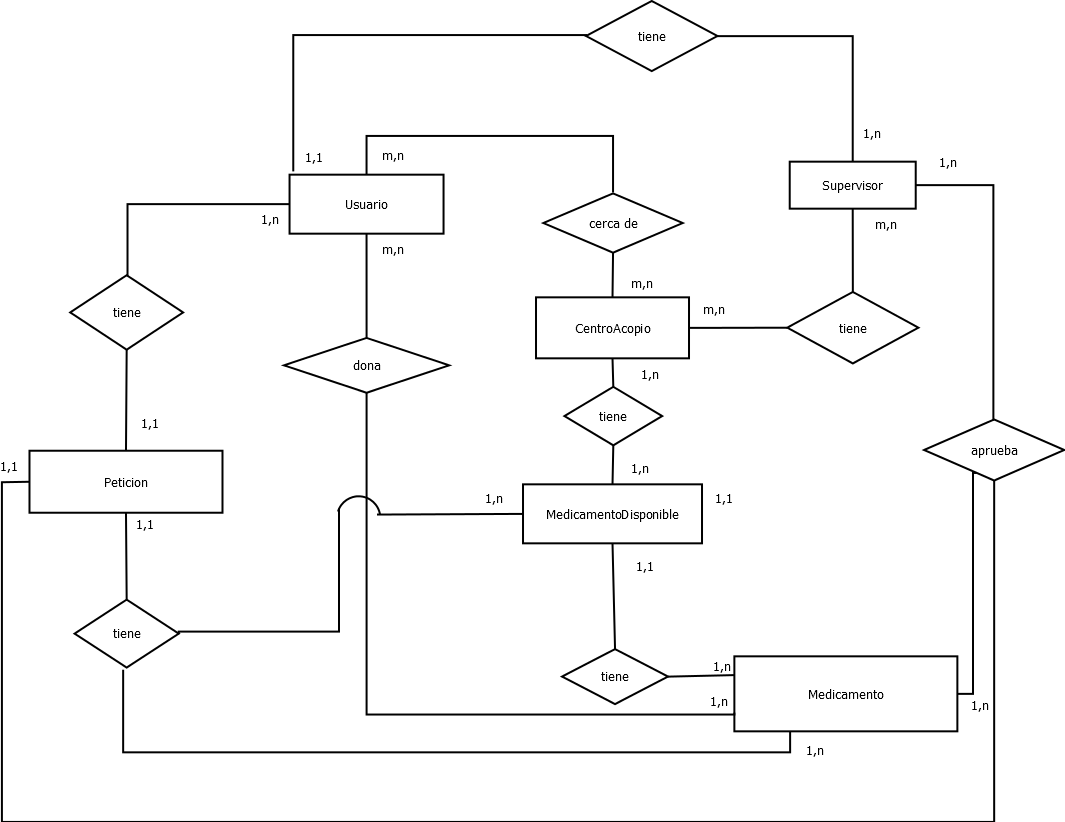 tiene
1,n
1,1
m,n
1,n
Supervisor
Usuario
1,n
m,n
cerca de
m,n
m,n
m,n
tiene
CentroAcopio
tiene
dona
1,n
tiene
1,1
aprueba
1,1
1,n
Peticion
1,n
MedicamentoDisponible
1,1
1,1
1,1
tiene
1,n
tiene
Medicamento
1,n
1,n
1,n